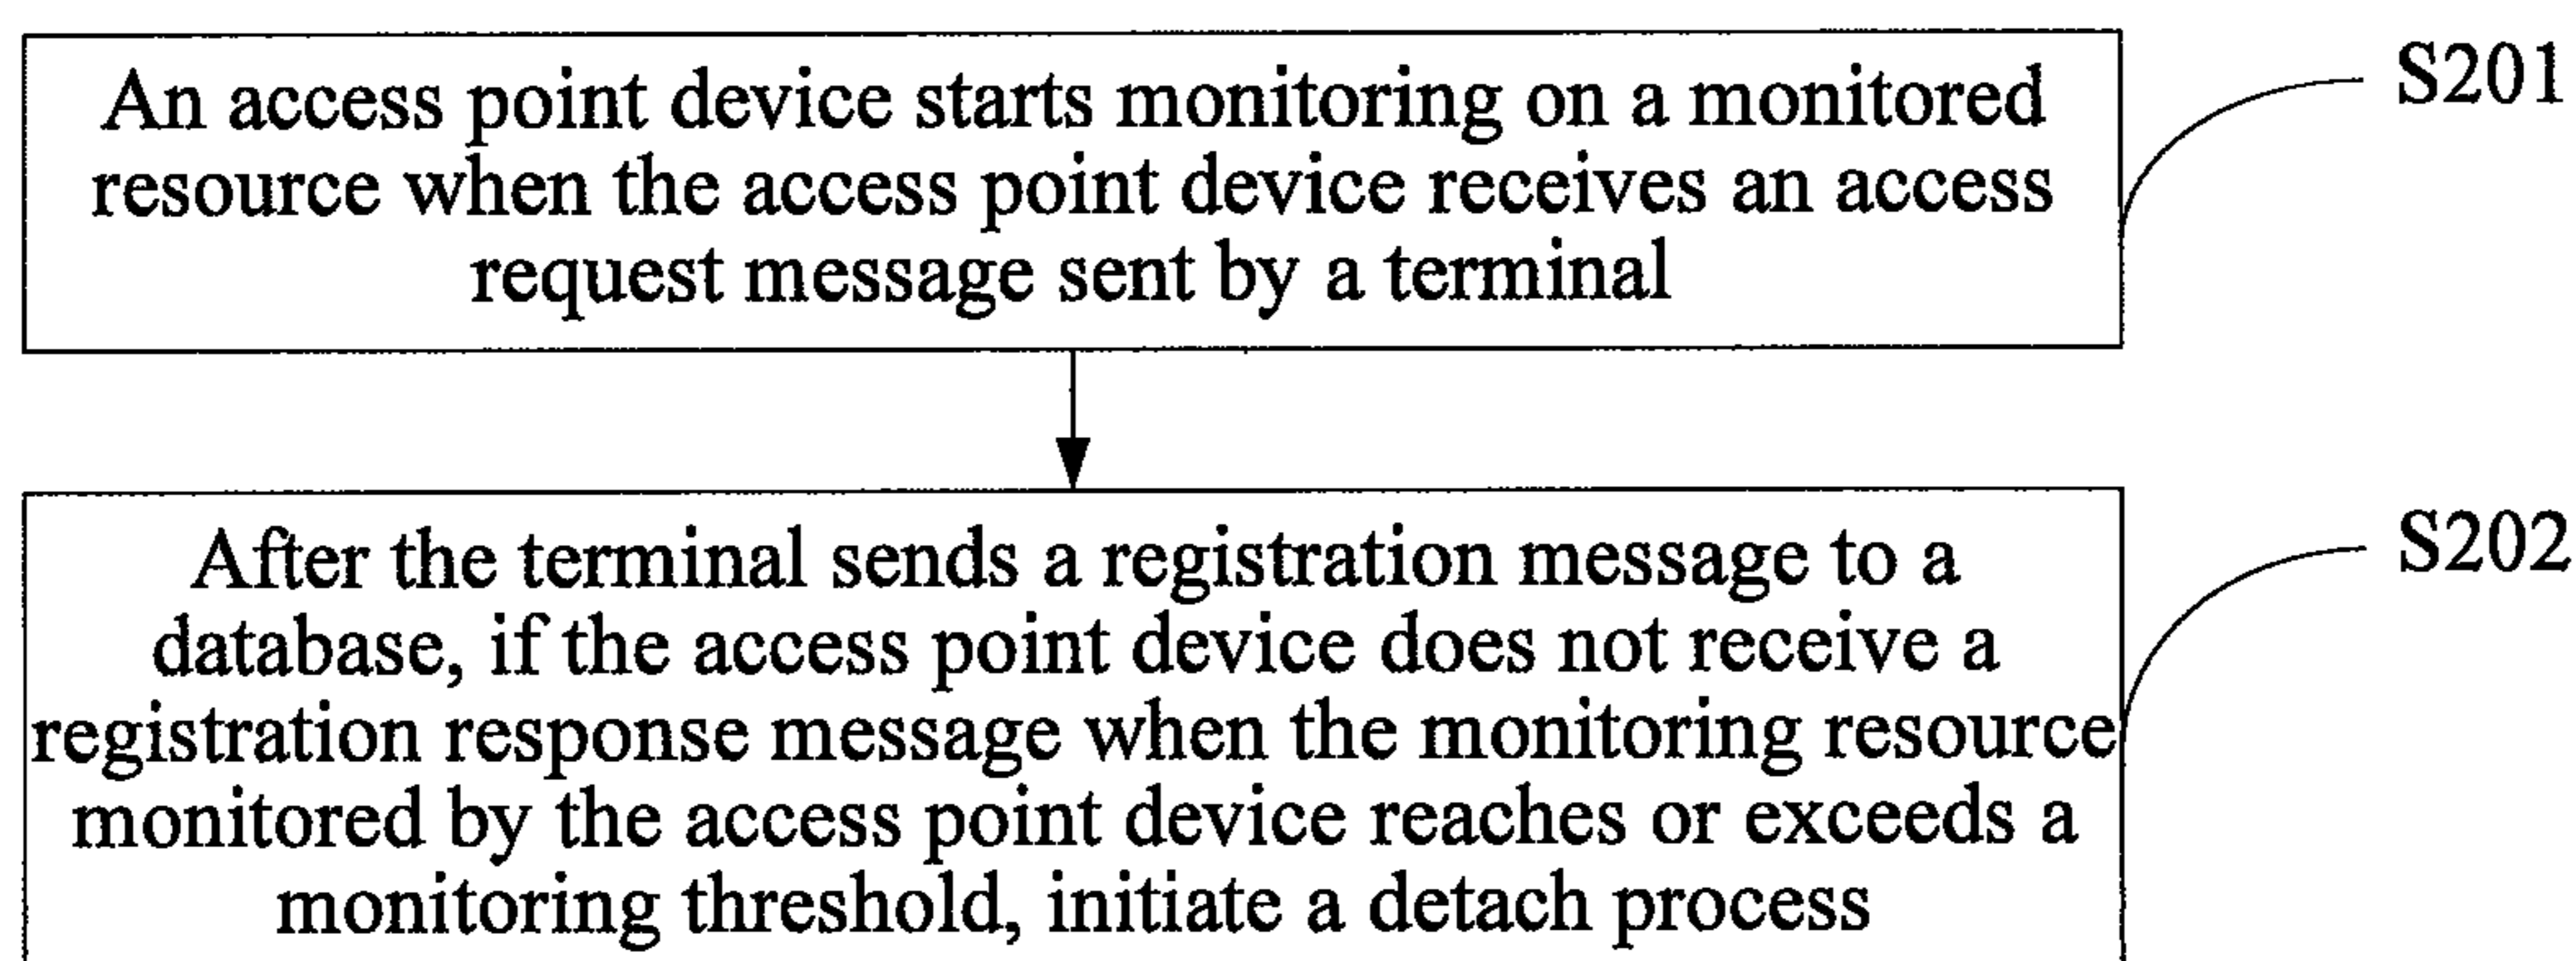 An access point device starts monitoring on a monitored
resource when the access point device receives an access
request message sent by a terminal
S201
After the terminal sends a registration message to a
database, if the access point device does not receive a
registration response message when the monitoring resource
monitored by the access point device reaches or exceeds a
monitoring threshold, initiate a detach process
S202